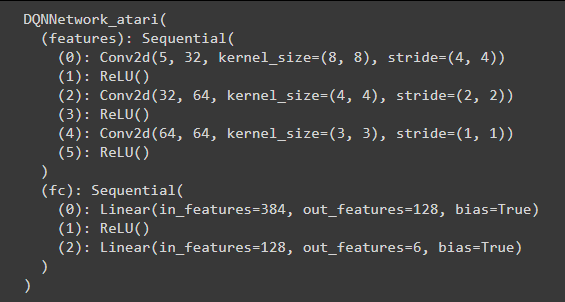 DQNNetwork_atari(
  (features): Sequential(
    (0): Conv2d(5, 32, kernel_size=(8, 8), stride=(4, 4))
    (1): ReLU()
    (2): Conv2d(32, 64, kernel_size=(4, 4), stride=(2, 2))
    (3): ReLU()
    (4): Conv2d(64, 64, kernel_size=(3, 3), stride=(1, 1))
    (5): ReLU()
  )
  (fc): Sequential(
    (0): Linear(in_features=384, out_features=128, bias=True)
    (1): ReLU()
    (2): Linear(in_features=128, out_features=6, bias=True)
  )
)